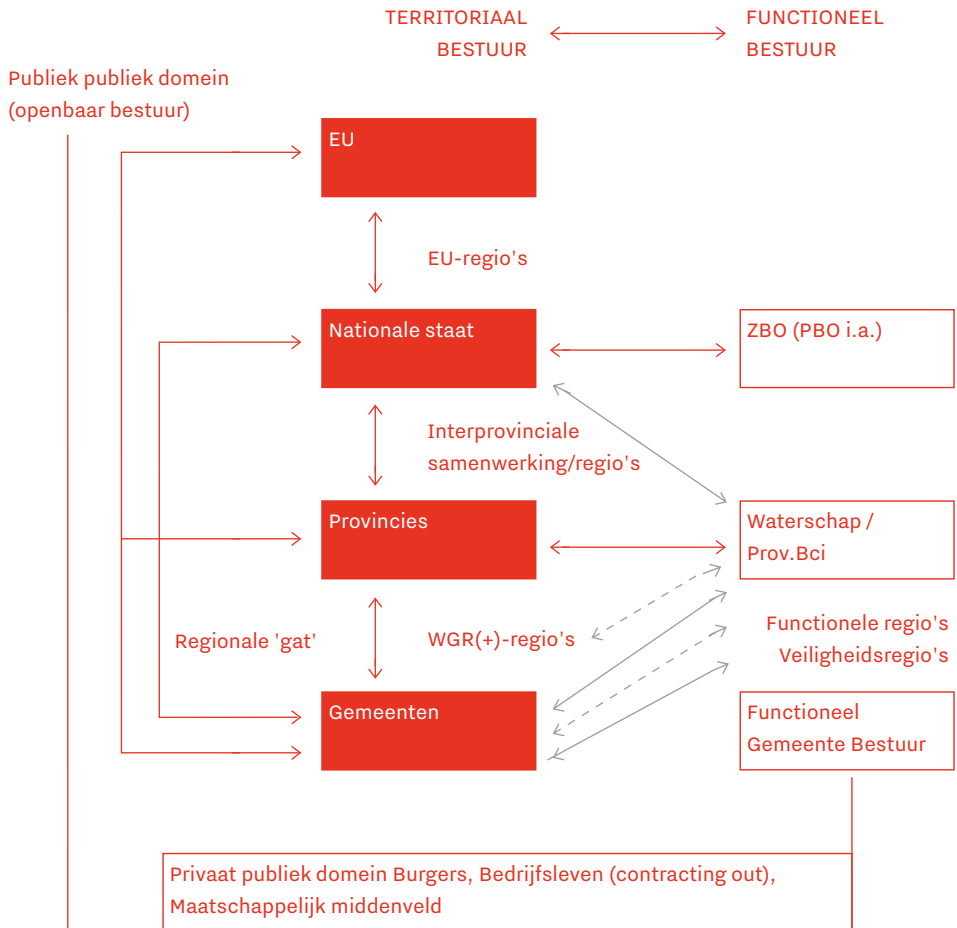 TERRITORIAAL
BESTUUR
FUNCTIONEEL
BESTUUR
Publiek publiek domein
(openbaar bestuur)
EU
EU-regio's
Nationale staat
ZBO (PBO i.a.)
Interprovinciale
samenwerking/regio's
Provincies
Waterschap /
Prov.Bci
Regionale 'gat'
WGR(+)-regio's
Functionele regio's
Veiligheidsregio's
Gemeenten
Functioneel
Gemeente Bestuur
Privaat publiek domein Burgers, Bedrijfsleven (contracting out),
Maatschappelijk middenveld